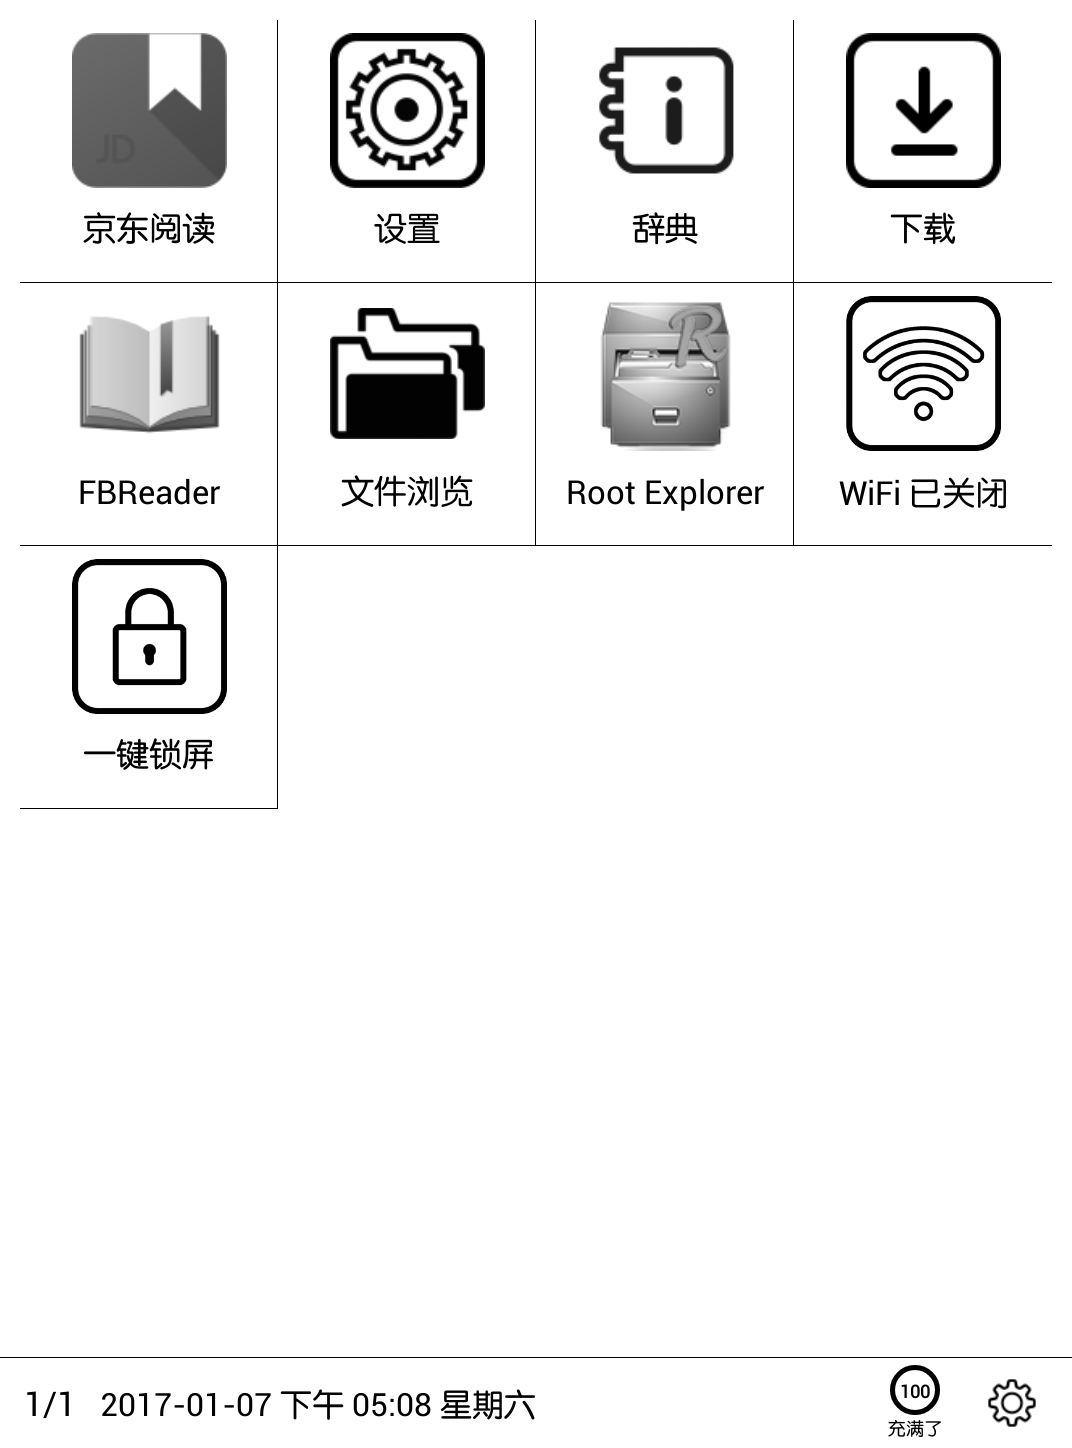 JD
京东阅读 设置 辞典 下载
FBReader 文件浏览 Root Explorer WiFi 已关闭
一键锁屏
1/1 2017-01-07 下午 05:08 星期六 100
充满了